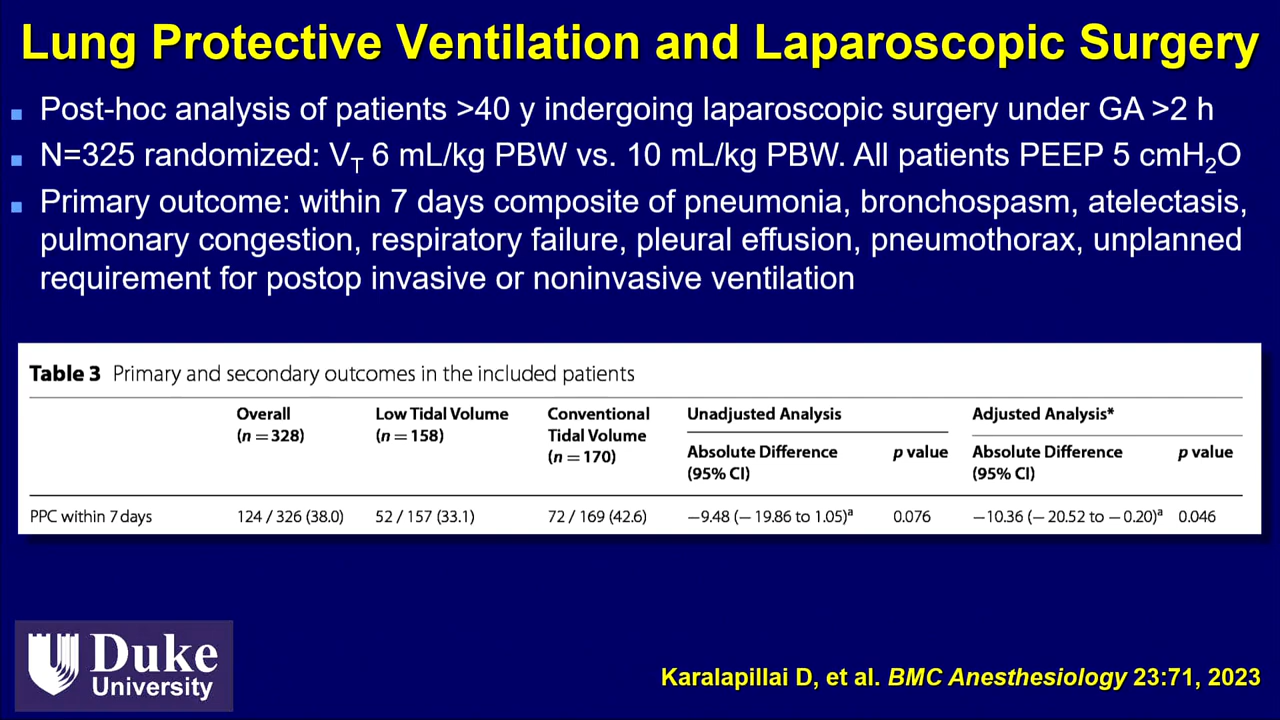 Lung Protective Ventilation and Laparoscopic Surgery
Post-hoc analysis of patients >40 y indergoing laparoscopic surgery under GA >2 h
N=325 randomized: VT 6 mL/kg PBW vs. 10 mL/kg PBW. All patients PEEP 5 cmH2O
Primary outcome: within 7 days composite of pneumonia, bronchospasm, atelectasis,
pulmonary congestion, respiratory failure, pleural effusion, pneumothorax, unplanned
requirement for postop invasive or noninvasive ventilation
Table 3 Primary and secondary outcomes in the included patients
Overall Low Tidal Volume Conventional Unadjusted Analysis Adjusted Analysis*
(n = 328) (n = 158) Tidal Volume
(n = 170) Absolute Difference p value Absolute Difference p value
(95% CI) (95% CI)
PPC within 7 days 124 / 326 (38.0) 52 / 157 (33.1) 72 / 169 (42.6) −9.48 (− 19.86 to 1.05)a 0.076 −10.36 (− 20.52 to − 0.20)a 0.046
Duke
UNIVERSITY
Karalapillai D, et al. BMC Anesthesiology 23:71, 2023